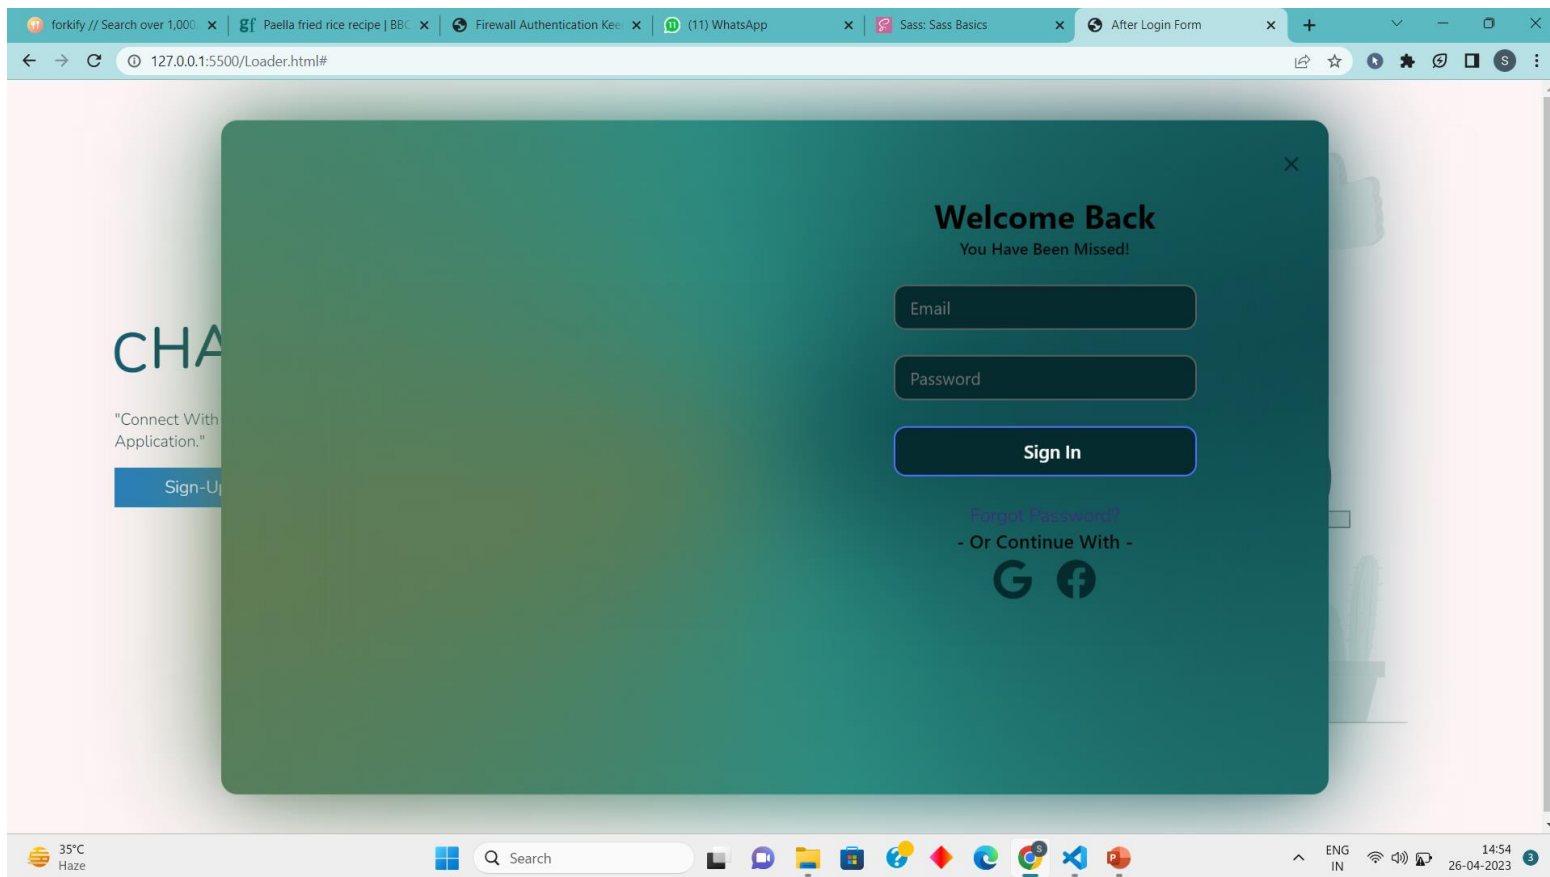 forkify // Search over 1,000
Paella fried rice recipe | BBC
Firewall Authentication Kee
(11) WhatsApp
Sass: Sass Basics
After Login Form
127.0.0.1:5500/Loader.html#
S
Welcome Back
You Have Been Missed!
Email
CHA
Password
"Connect With
Application."
Sign In
Sign-Up
Forgot Password?
- Or Continue With -
35°C
Haze
Search
ENG
IN
14:54
26-04-2023
3